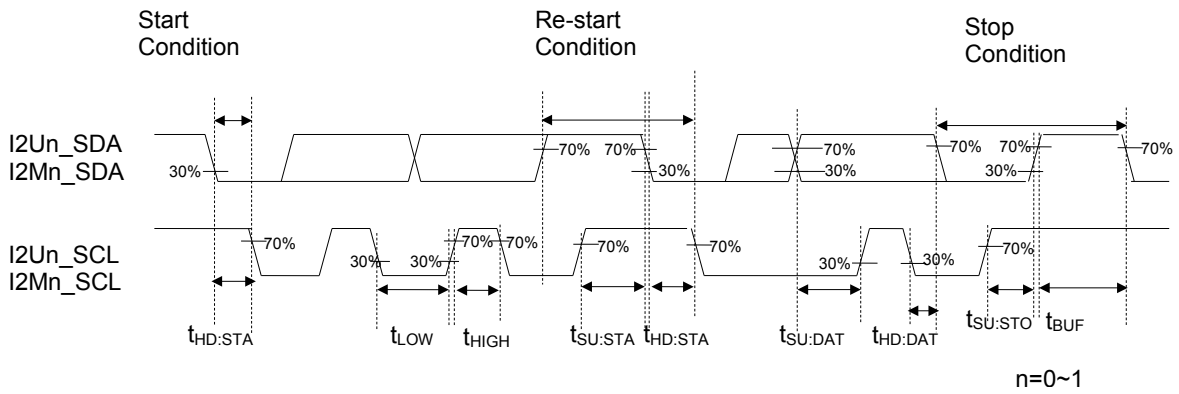 Start
Condition
Re-start
Condition
Stop
Condition
I2Un_SDA
I2Mn_SDA
30%
70% 70%
30%
70%
30%
70% 70%
30%
70%
I2Un_SCL
I2Mn_SCL
70%
30% 30%
70% 70%
70%
70%
30%
30%
70%
tHD:STA
tLOW
tHIGH
tSU:STA tHD:STA
tSU:DAT
tHD:DAT
tSU:STO
tBUF
n=0~1